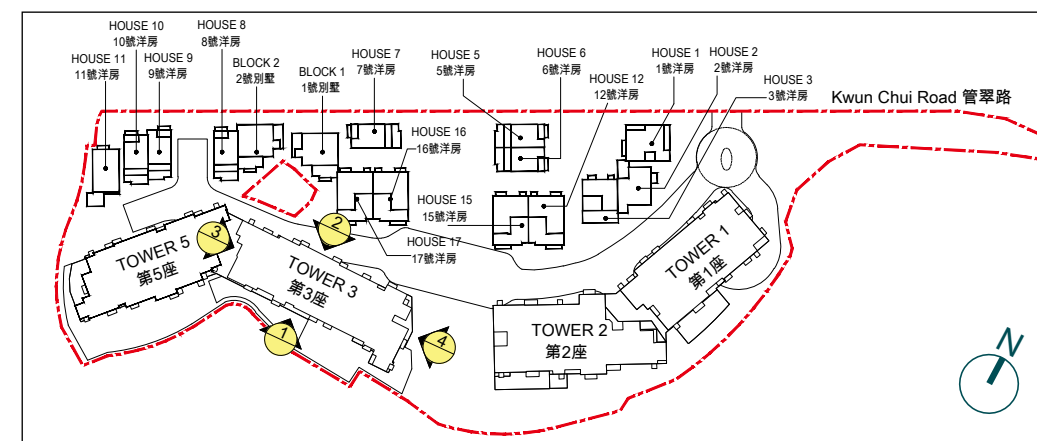 HOUSE 10
10號洋房
HOUSE 8
8號洋房
HOUSE 11
11號洋房
HOUSE 9
9號洋房
BLOCK 2
2號別墅
BLOCK 1
1號別墅
HOUSE 7
7號洋房
HOUSE 5
5號洋房
HOUSE 6
6號洋房
HOUSE 12
12號洋房
HOUSE 1
1號洋房
HOUSE 2
2號洋房
HOUSE 3
3號洋房
Kwun Chui Road 管翠路
HOUSE 16
16號洋房
HOUSE 15
15號洋房
HOUSE 17
17號洋房
TOWER 5
第5座
3
2
TOWER 3
第3座
1
4
TOWER 2
第2座
TOWER 1
第1座
N